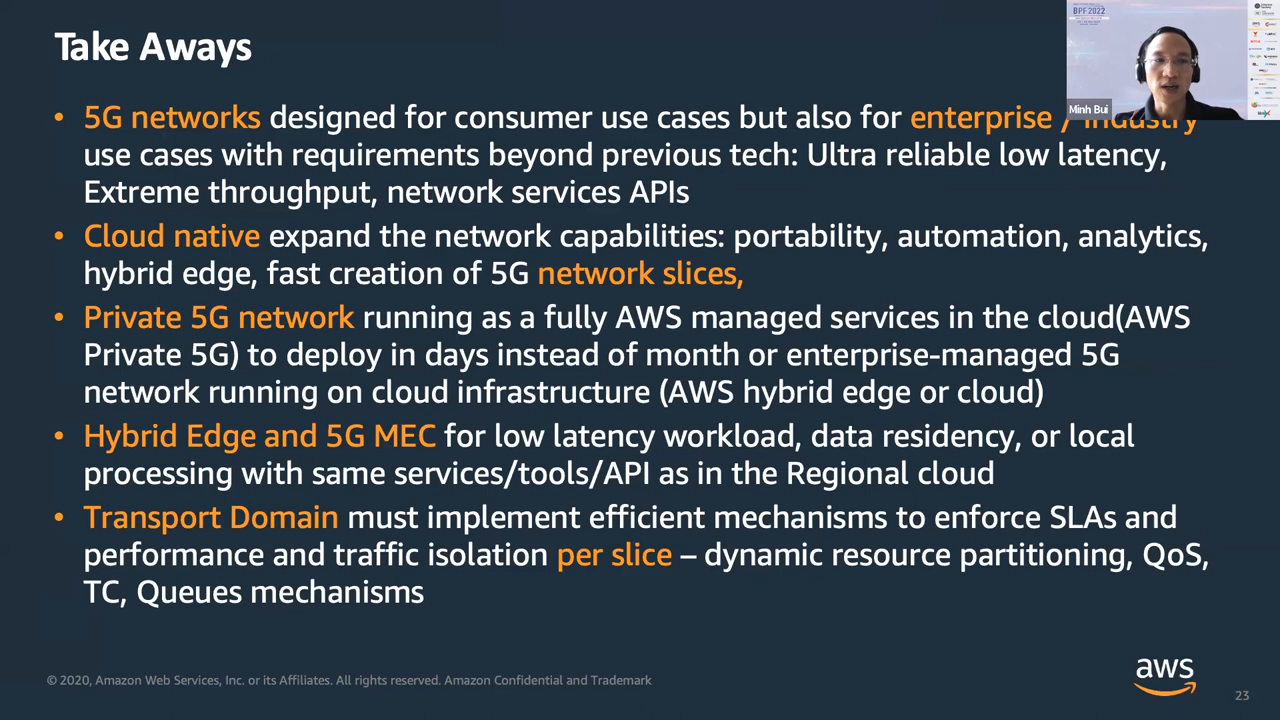 Take Aways
BPF 2022
Minh Bui
• 5G networks designed for consumer use cases but also for enterprise / industry
use cases with requirements beyond previous tech: Ultra reliable low latency,
Extreme throughput, network services APIs
• Cloud native expand the network capabilities: portability, automation, analytics,
hybrid edge, fast creation of 5G network slices,
• Private 5G network running as a fully AWS managed services in the cloud(AWS
Private 5G) to deploy in days instead of month or enterprise-managed 5G
network running on cloud infrastructure (AWS hybrid edge or cloud)
• Hybrid Edge and 5G MEC for low latency workload, data residency, or local
processing with same services/tools/API as in the Regional cloud
• Transport Domain must implement efficient mechanisms to enforce SLAs and
performance and traffic isolation per slice – dynamic resource partitioning, QoS,
TC, Queues mechanisms
© 2020, Amazon Web Services, Inc. or its Affiliates. All rights reserved. Amazon Confidential and Trademark
aws
23